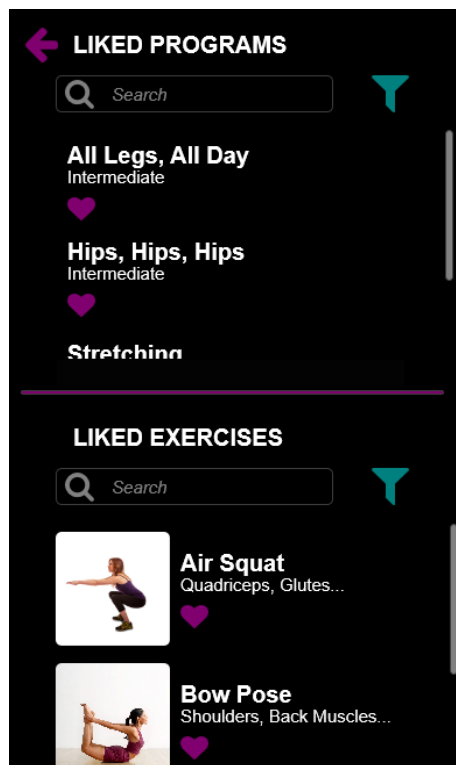 LIKED PROGRAMS
Search
All Legs, All Day
Intermediate
Hips, Hips, Hips
Intermediate
Stretching
LIKED EXERCISES
Search
Air Squat
Quadriceps, Glutes...
Bow Pose
Shoulders, Back Muscles...